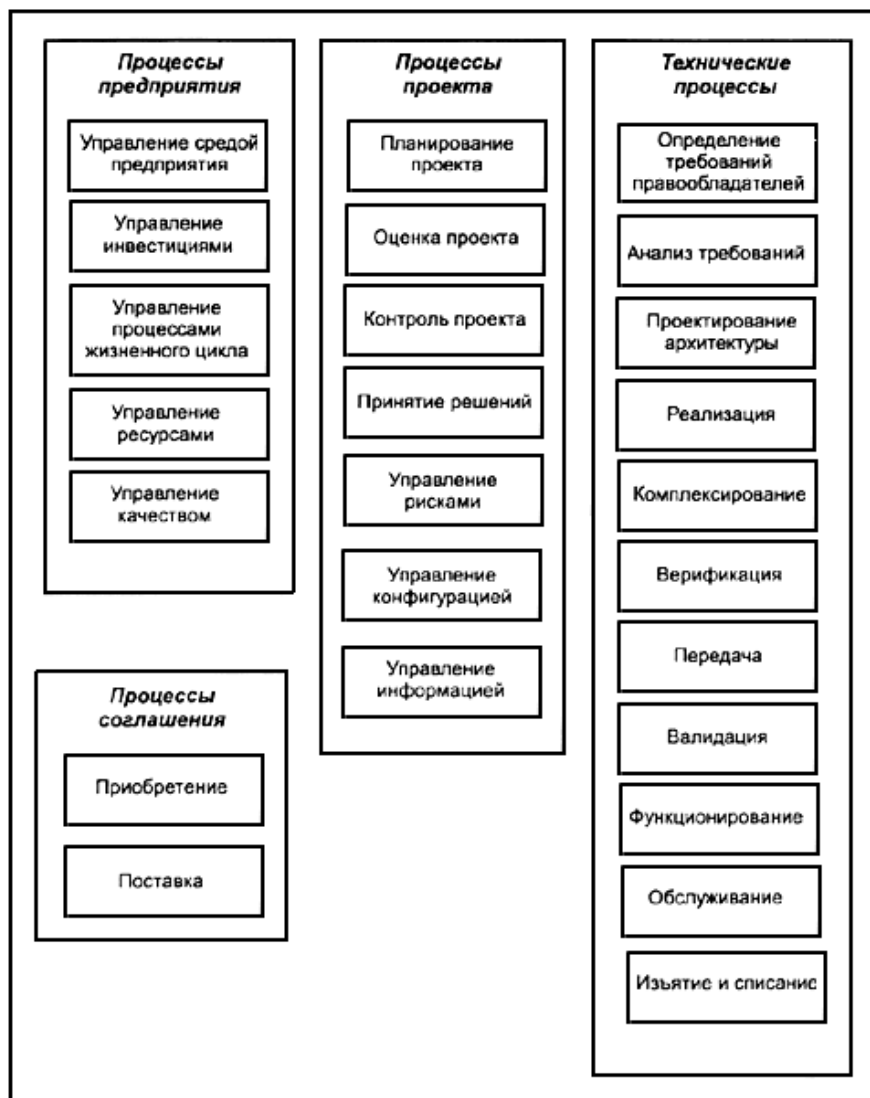 Процессы
предприятия
Управление средой
предприятия
Управление
инвестициями
Управление
процессами
жизненного цикла
Управление
ресурсами
Управление
качеством
Процессы
соглашения
Приобретение
Поставка
Процессы
проекта
Планирование
проекта
Оценка проекта
Контроль проекта
Принятие решений
Управление
рисками
Управление
конфигурацией
Управление
информацией
Технические
процессы
Определение
требований
правообладателей
Анализ требований
Проектирование
архитектуры
Реализация
Комплексирование
Верификация
Передача
Валидация
Функционирование
Обслуживание
Изьятие и списание